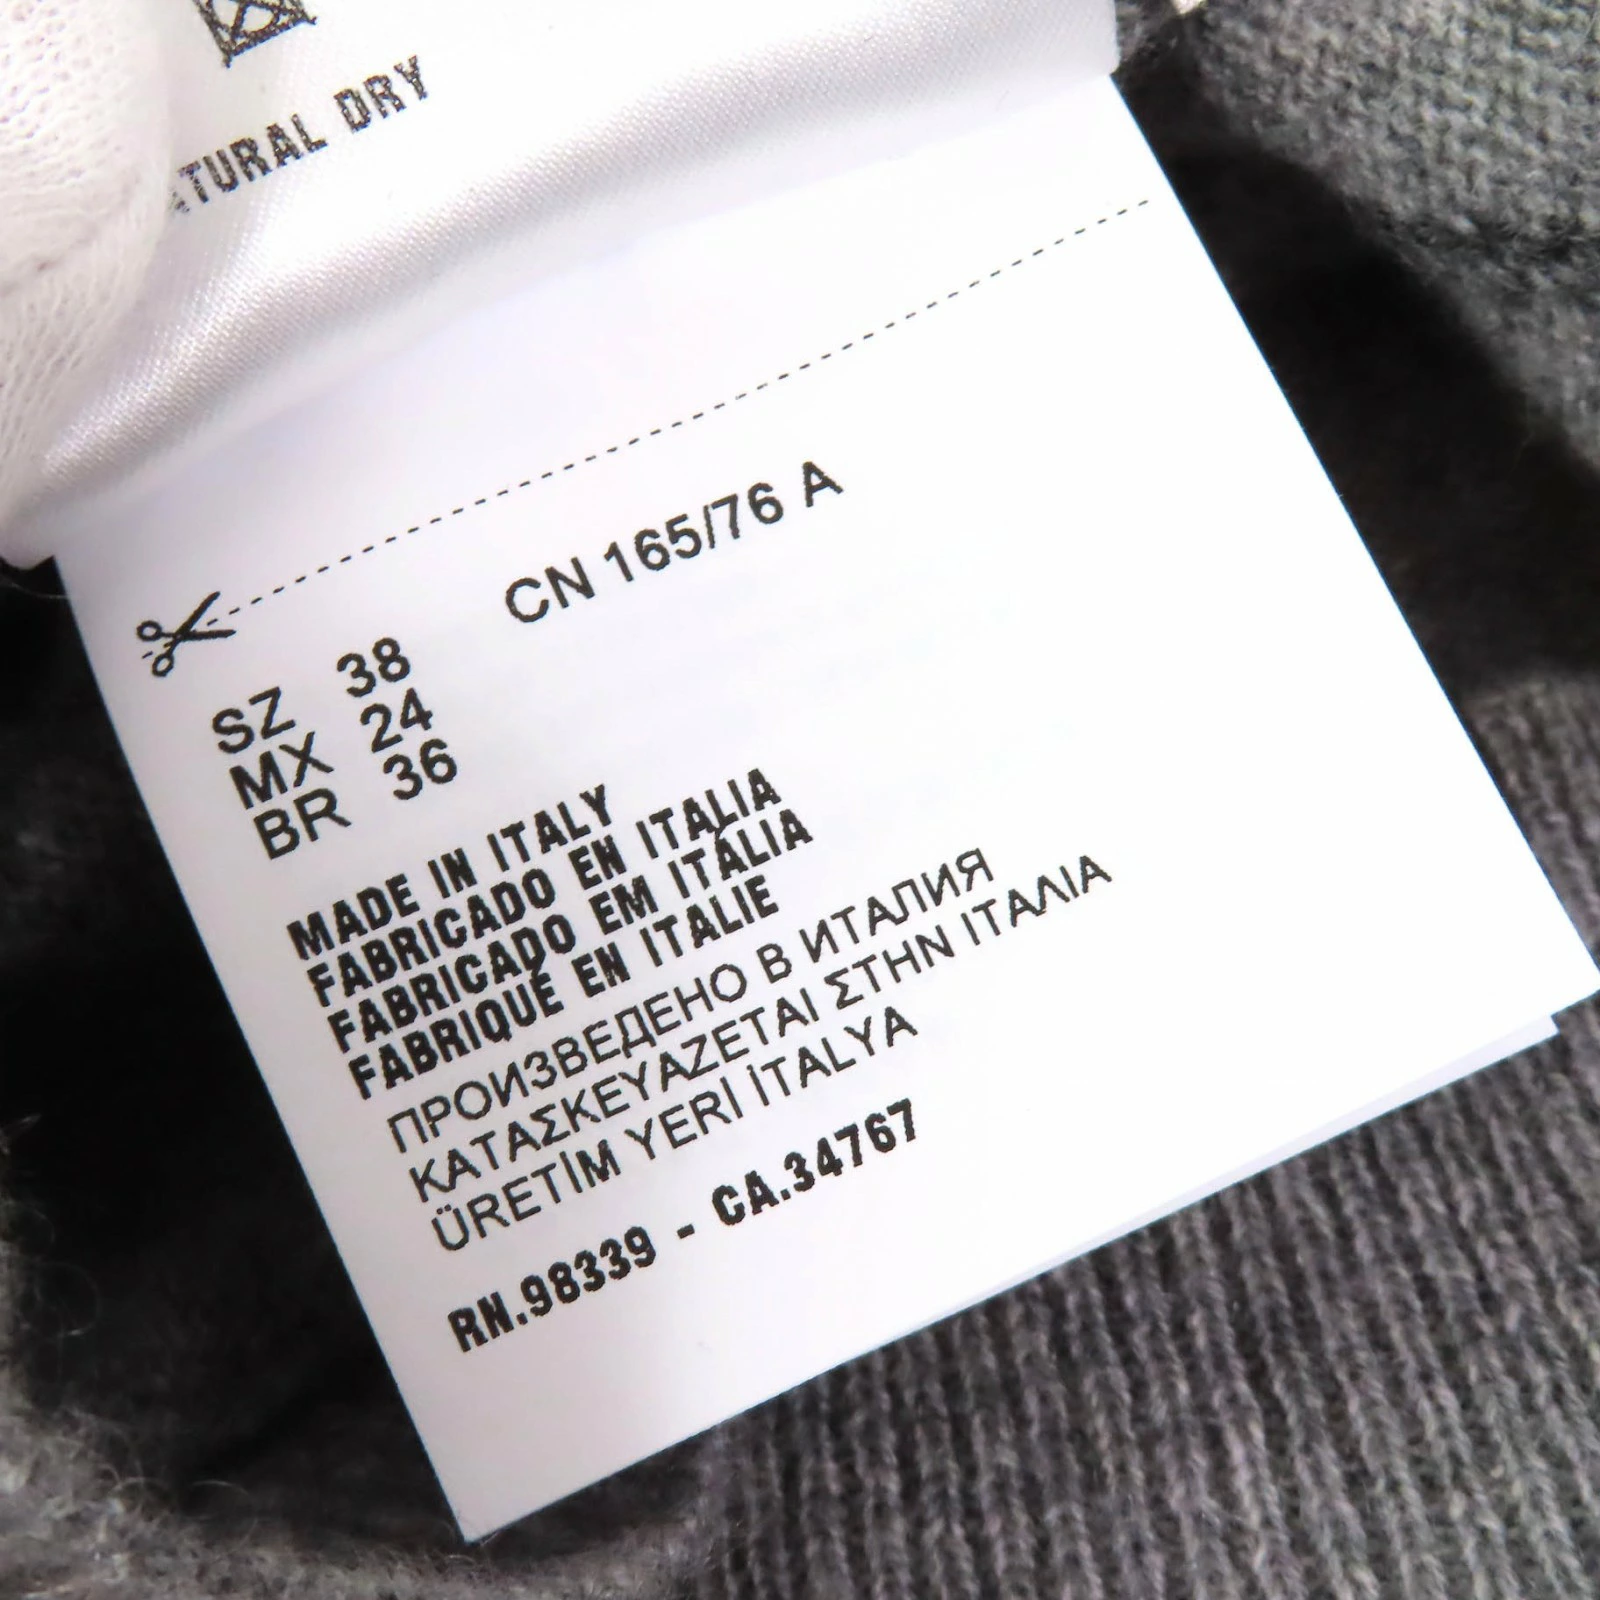 NATURAL DRY
CN 165/76 A
SZ 38
MX 24
BR 36
MADE IN ITALY
FABRICADO EN ITALIA
FABRICADO EM ITÁLIA
FABRIQUÉ EN ITALIE
ПРОИЗВЕДЕНО В ИТАЛИЯ
ΚΑΤΑΣΚΕΥΑΖΕΤΑΙ ΣΤΗΝ ΙΤΑΛΙΑ
ÜRETİM YERİ İTALYA
RN.98339 - CA.34767